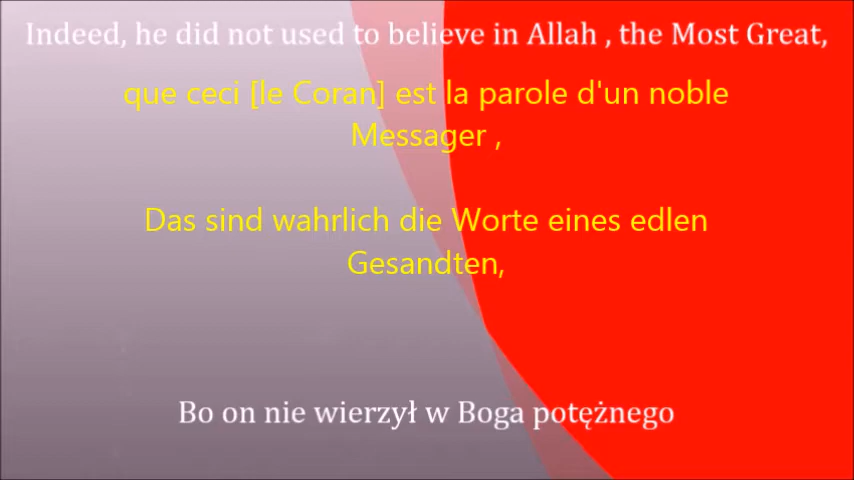 Indeed, he did not used to believe in Allah , the Most Great,
que ceci [le Coran] est la parole d'un noble
Messager ,
Das sind wahrlich die Worte eines edlen
Gesandten,
Bo on nie wierzył w Boga potężnego